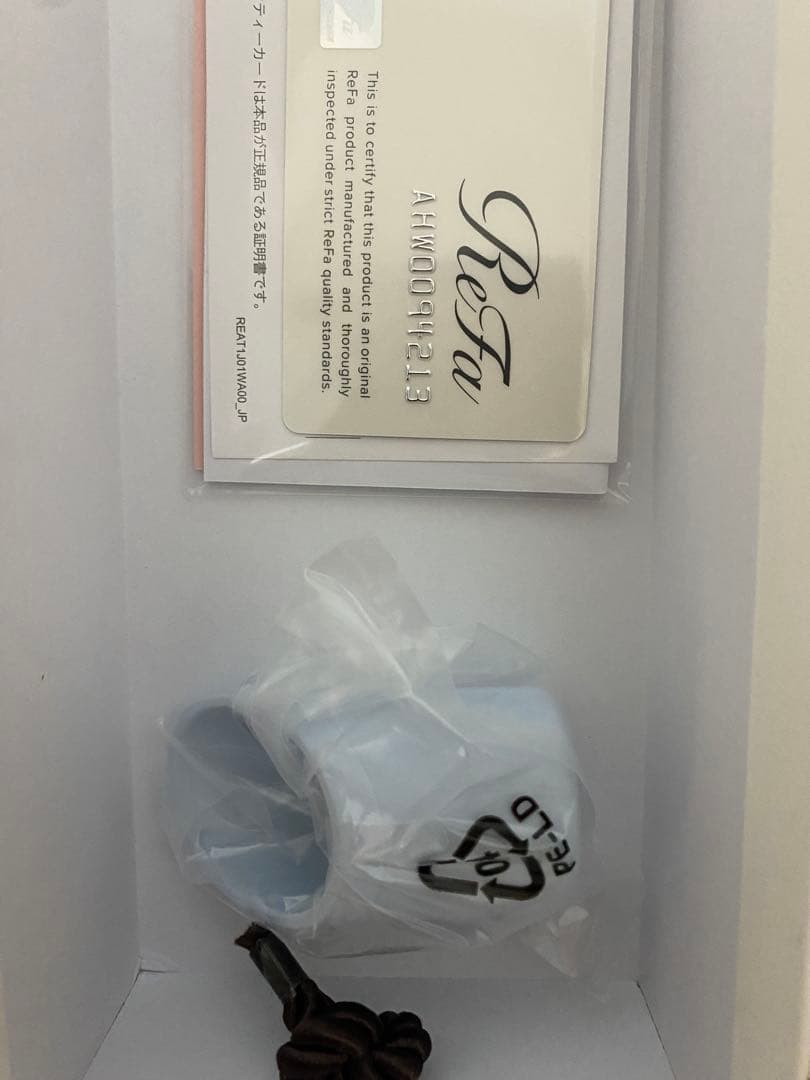 ReFa
AHW0094213
This is to certify that this product is an original
ReFa product manufactured and thoroughly
inspected under strict ReFa quality standards.
ティーカードは本品が正規品である証明書です。
REAT1J01WA00_JP
04
PE-LD